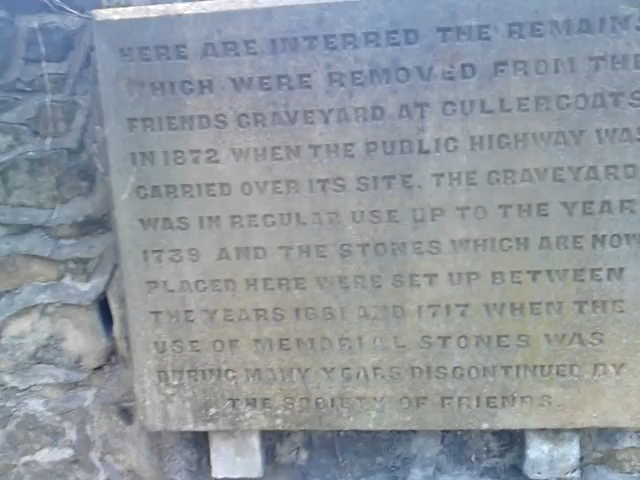 HERE ARE INTERRED THE REMAINS
WHICH WERE REMOVED FROM THE
FRIENDS GRAVEYARD AT CULLERCOATS
IN 1872 WHEN THE PUBLIC HIGHWAY WAS
CARRIED OVER ITS SITE. THE GRAVEYARD
WAS IN REGULAR USE UP TO THE YEAR
1739 AND THE STONES WHICH ARE NOW
PLACED HERE WERE SET UP BETWEEN
THE YEARS 1661 AND 1717 WHEN THE
USE OF MEMORIAL STONES WAS
DURING MANY YEARS DISCONTINUED BY
THE SOCIETY OF FRIENDS.